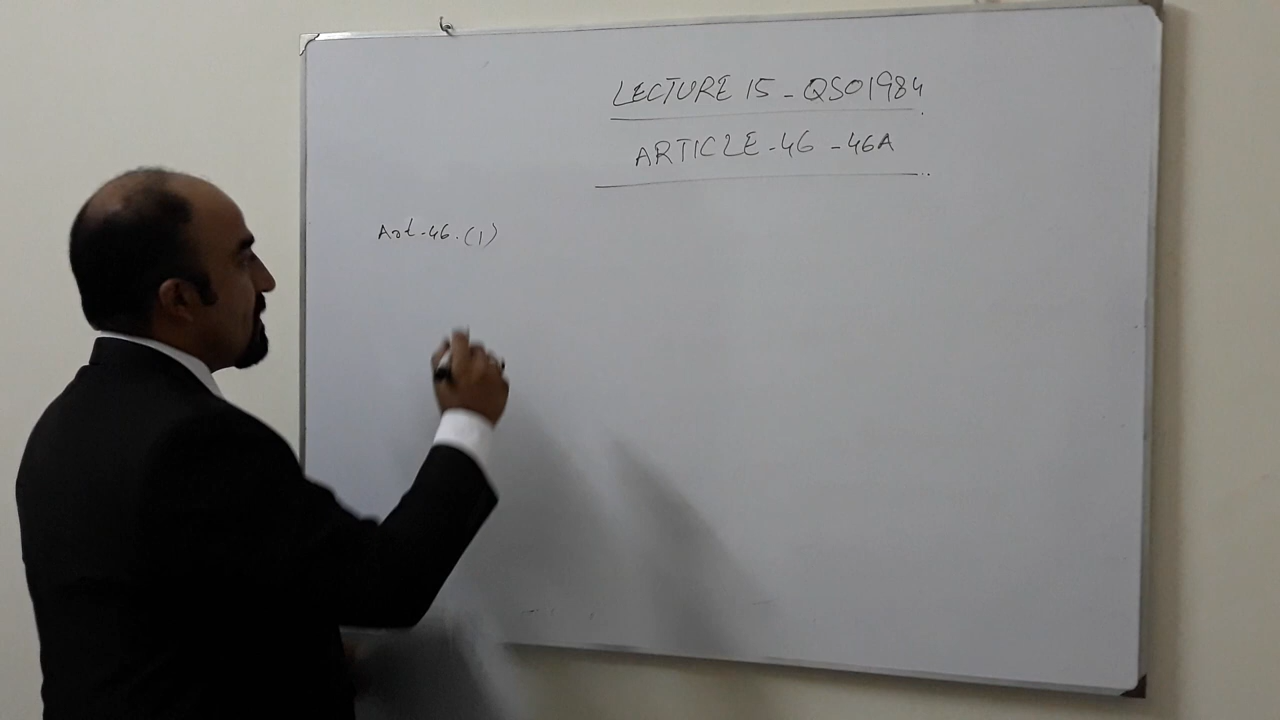 LECTURE 15 - QSO1984
ARTICLE - 46 - 46A
Art-46. (1)